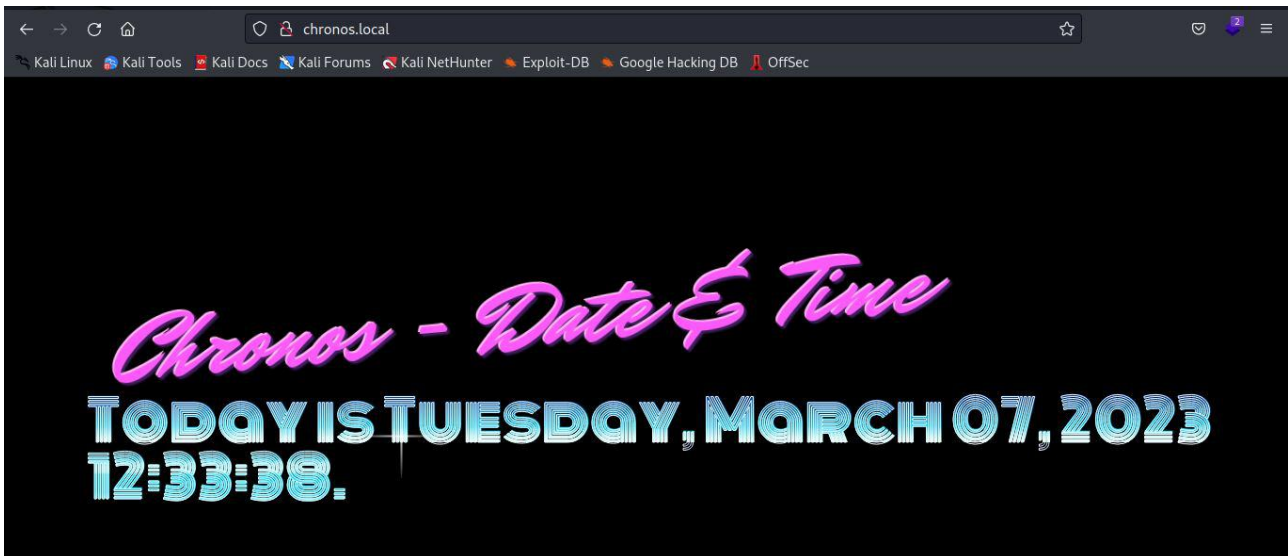 chronos.local
2
Kali Linux Kali Tools Kali Docs Kali Forums Kali NetHunter Exploit-DB Google Hacking DB OffSec
Chronos - Date & Time
Today is Tuesday, March 07, 2023
12:33:38.